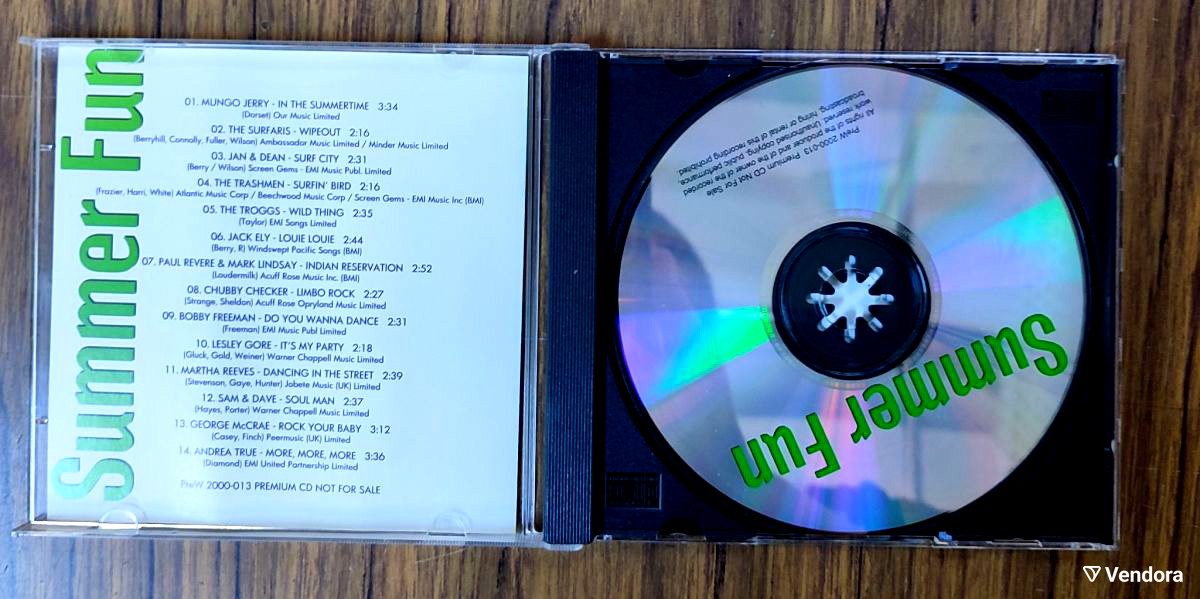 Summer Fun
01. MUNGO JERRY - IN THE SUMMERTIME 3:34
(Dorset) Our Music Limited
02. THE SURFARIS - WIPEOUT 2:16
(Berryhill, Connolly, Fuller, Wilson) Ambassador Music Limited / Minder Music Limited
03. JAN & DEAN - SURF CITY 2:31
(Berry / Wilson) Screen Gems - EMI Music Publ. Limited
04. THE TRASHMEN - SURFIN' BIRD 2:16
(Frazier, Harri, White) Atlantic Music Corp / Beechwood Music Corp / Screen Gems - EMI Music Inc (BMI)
05. THE TROGGS - WILD THING 2:35
(Taylor) EMI Songs Limited
06. JACK ELY - LOUIE LOUIE 2:44
(Berry, R) Windswept Pacific Songs (BMI)
07. PAUL REVERE & MARK LINDSAY - INDIAN RESERVATION 2:52
(Loudermilk) Acuff Rose Music Inc. (BMI)
08. CHUBBY CHECKER - LIMBO ROCK 2:27
(Strange, Sheldon) Acuff Rose Opryland Music Limited
09. BOBBY FREEMAN - DO YOU WANNA DANCE 2:31
(Freeman) EMI Music Publ Limited
10. LESLEY GORE - IT'S MY PARTY 2:18
(Gluck, Gold, Weiner) Warner Chappell Music Limited
11. MARTHA REEVES - DANCING IN THE STREET 2:39
(Stevenson, Gaye, Hunter) Jobete Music (UK) Limited
12. SAM & DAVE - SOUL MAN 2:37
(Hayes, Porter) Warner Chappell Music Limited
13. GEORGE McCRAE - ROCK YOUR BABY 3:12
(Casey, Finch) Peermusic (UK) Limited
14. ANDREA TRUE - MORE, MORE, MORE 3:36
(Diamond) EMI United Partnership Limited
PreW 2000-013 PREMIUM CD NOT FOR SALE
Summer Fun
PreW 2000-013 Premium CD Not For Sale
All rights of the producer and of the owner of the recorded
work reserved. Unauthorised copying, public performance,
broadcasting, hiring or rental of this recording prohibited.
Vendora